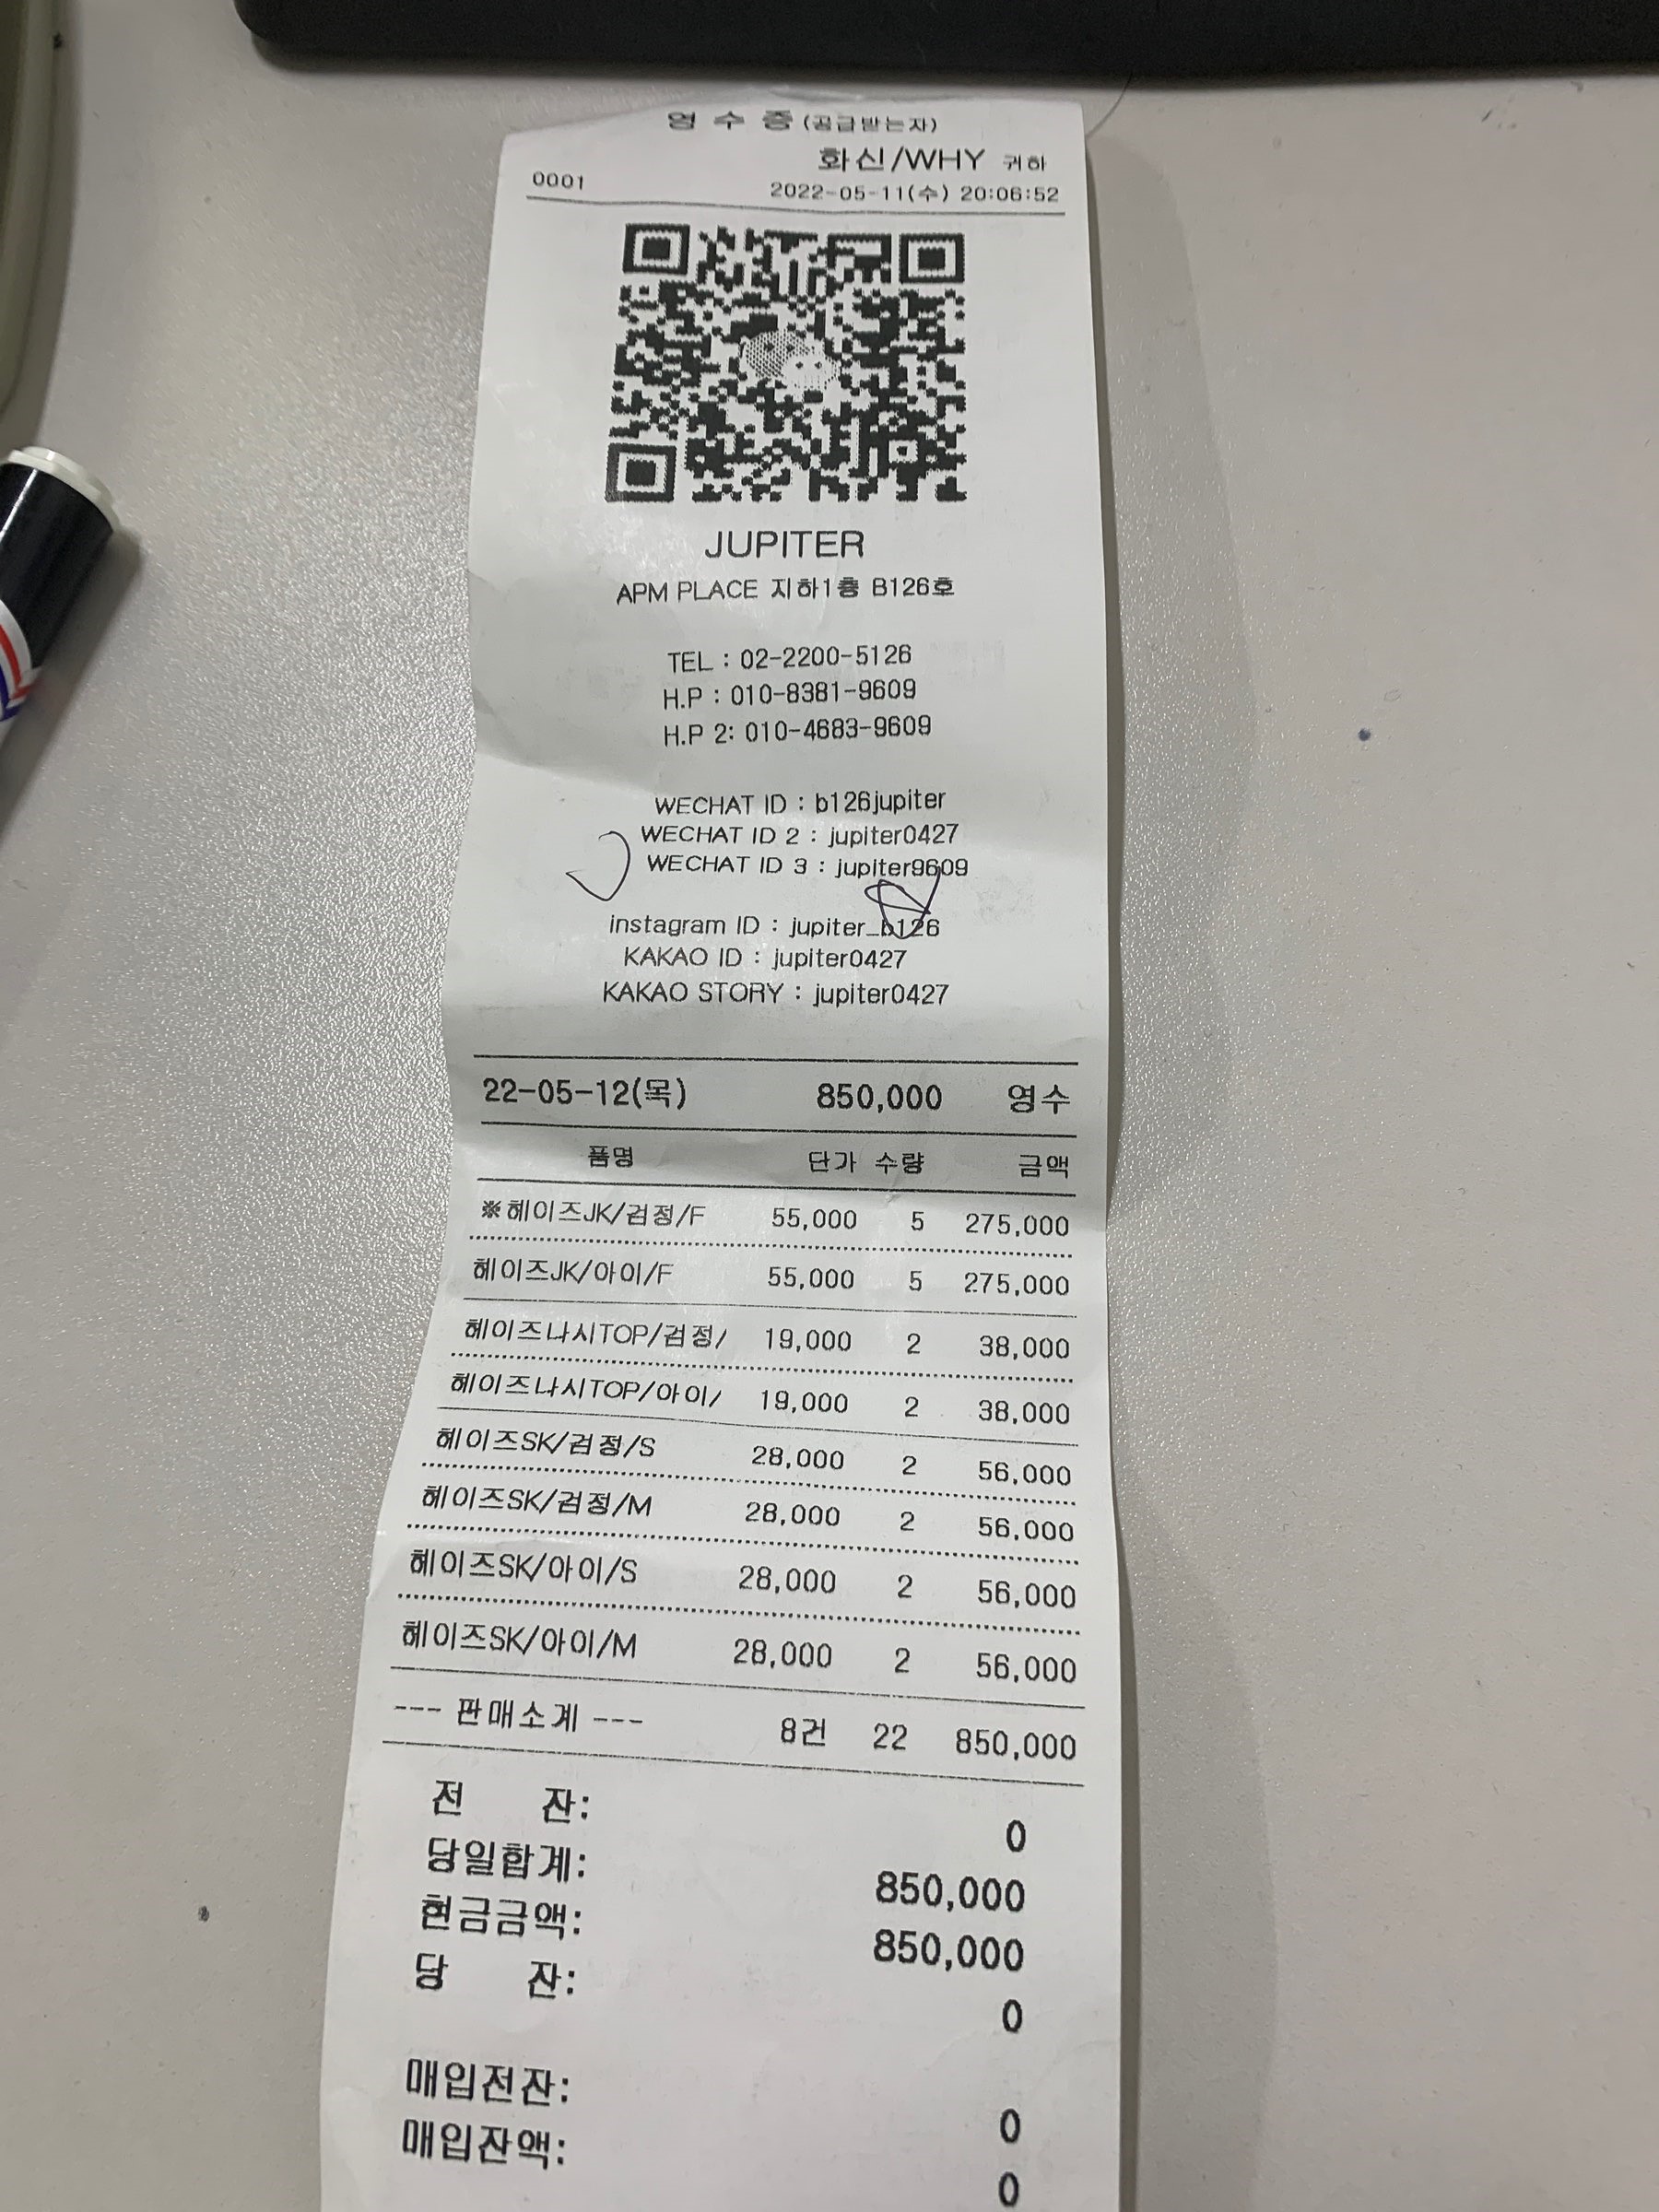 영 수 증 (공급받는자)
화신/WHY 귀하
0001 2022-05-11(수) 20:06:52
JUPITER
APM PLACE 지하1층 B126호
TEL : 02-2200-5126
H.P : 010-8381-9609
H.P 2: 010-4683-9609
WECHAT ID : b126jupiter
WECHAT ID 2 : jupiter0427
WECHAT ID 3 : jupiter9609
instagram ID : jupiter_b126
KAKAO ID : jupiter0427
KAKAO STORY : jupiter0427
22-05-12(목) 850,000 영수
품명 단가 수량 금액
※헤이즈JK/검정/F 55,000 5 275,000
헤이즈JK/아이/F 55,000 5 275,000
헤이즈나시TOP/검정/ 19,000 2 38,000
헤이즈나시TOP/아이/ 19,000 2 38,000
헤이즈SK/검정/S 28,000 2 56,000
헤이즈SK/검정/M 28,000 2 56,000
헤이즈SK/아이/S 28,000 2 56,000
헤이즈SK/아이/M 28,000 2 56,000
--- 판매소계 --- 8건 22 850,000
전 잔: 0
당일합계: 850,000
현금금액: 850,000
당 잔: 0
매입전잔: 0
매입잔액: 0